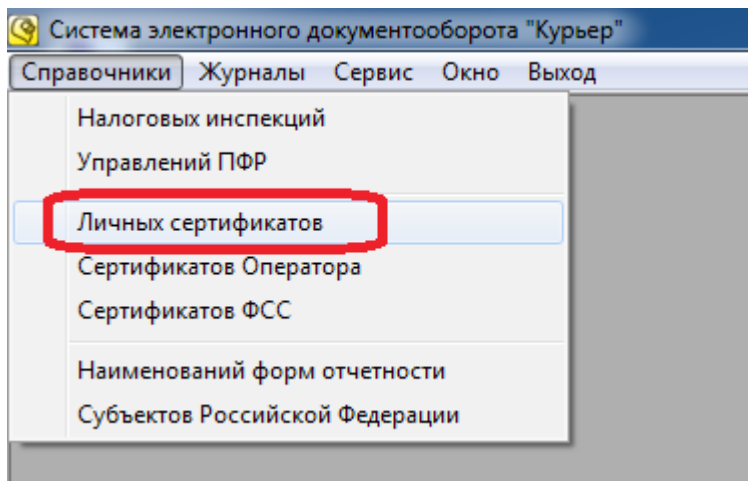 Система электронного документооборота "Курьер"
Справочники Журналы Сервис Окно Выход
Налоговых инспекций
Управлений ПФР
Личных сертификатов
Сертификатов Оператора
Сертификатов ФСС
Наименований форм отчетности
Субъектов Российской Федерации